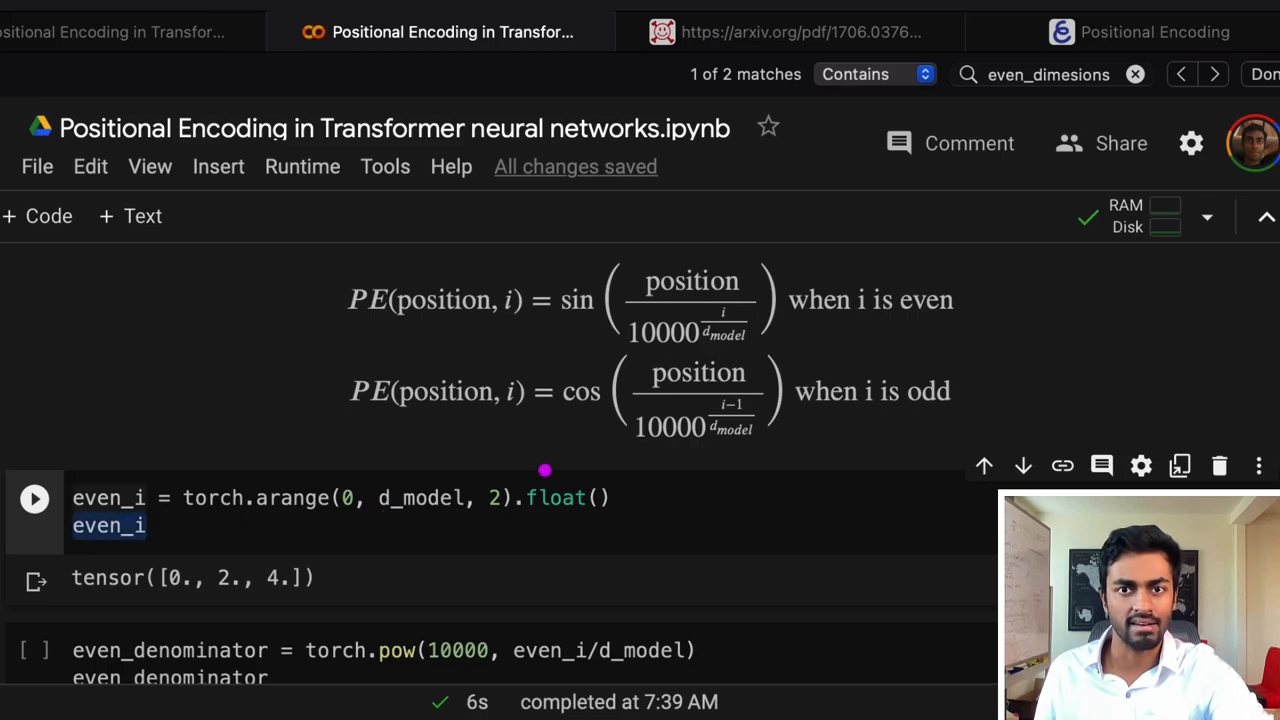 ositional Encoding in Transfor...
Positional Encoding in Transfor...
https://arxiv.org/pdf/1706.0376...
Positional Encoding
1 of 2 matches
Contains
even_dimesions
Don
Positional Encoding in Transformer neural networks.ipynb
Comment
Share
File Edit View Insert Runtime Tools Help All changes saved
+ Code + Text
RAM
Disk
PE(position, i) = sin ( position / 10000^(i/d_model) ) when i is even
PE(position, i) = cos ( position / 10000^(i−1/d_model) ) when i is odd
even_i = torch.arange(0, d_model, 2).float()
even_i
tensor([0., 2., 4.])
[ ] even_denominator = torch.pow(10000, even_i/d_model)
even_denominator
6s completed at 7:39 AM